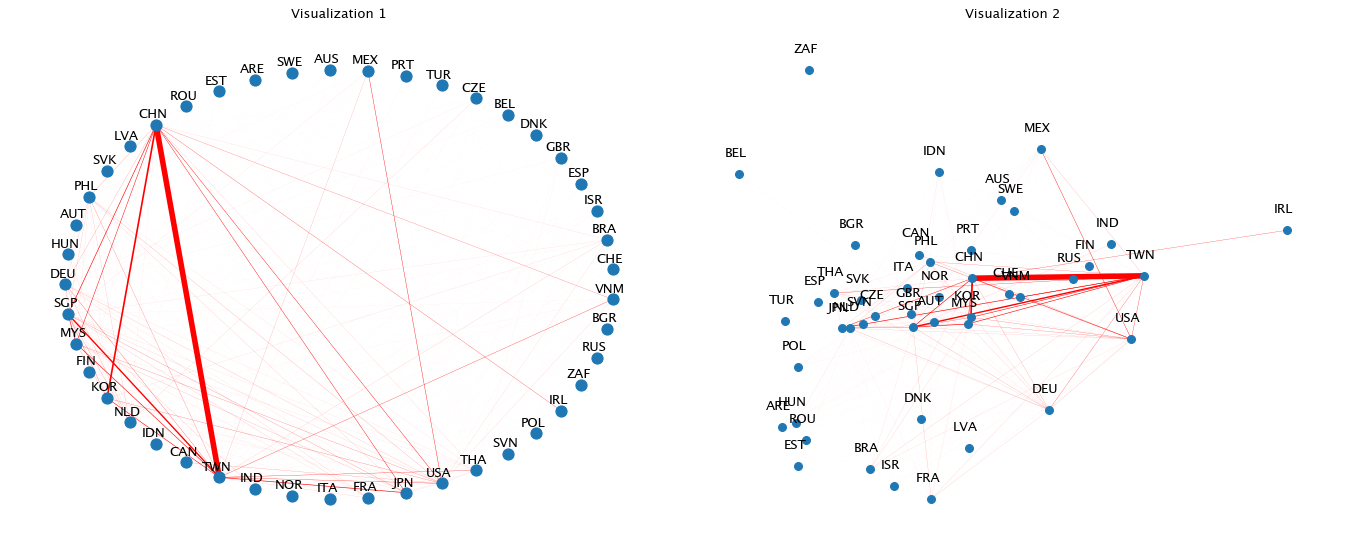 Visualization 1
MEX
AUS
PRT
SWE
ARE
TUR
EST
CZE
ROU
BEL
CHN
DNK
LVA
GBR
SVK
ESP
PHL
ISR
AUT
BRA
HUN
CHE
DEU
VNM
SGP
BGR
MYS
RUS
FIN
ZAF
KOR
IRL
NLD
POL
IDN
SVN
CAN
THA
TWN
USA
IND
JPN
NOR
FRA
ITA
Visualization 2
ZAF
MEX
IDN
BEL
AUS
SWE
IRL
IND
BGR
PRT
CAN
PHL
FIN
TWN
CHN
RUS
ITA
THA
CHE
VNM
NOR
ESP
SVK
TUR
CZE
GBR
KOR
JPN
NLD
SVN
SGP
AUT
MYS
USA
POL
DEU
DNK
HUN
ARE
ROU
LVA
EST
BRA
ISR
FRA